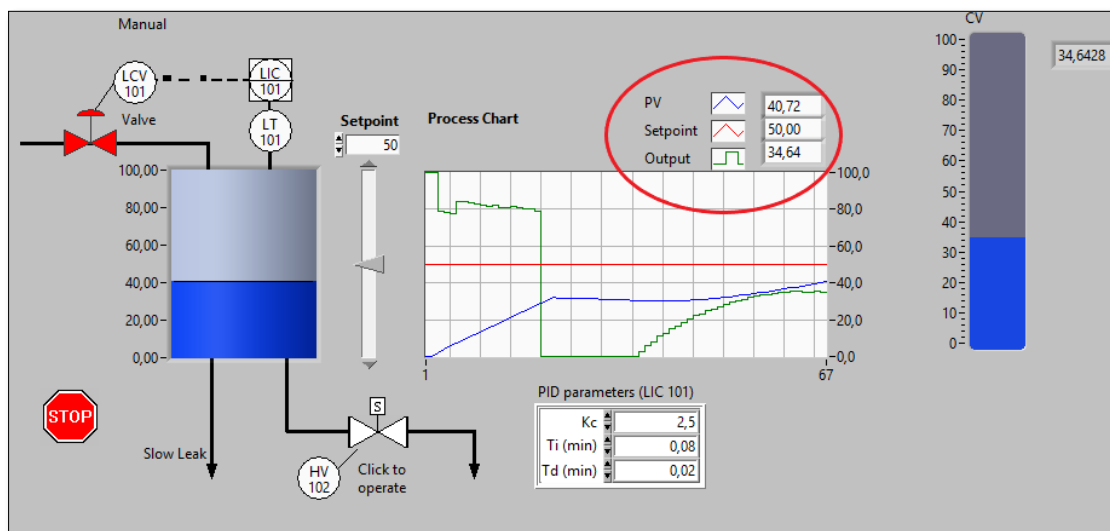 Manual
CV
LCV
101
LIC
101
Valve
LT
101
Setpoint
50
Process Chart
PV
40,72
Setpoint
50,00
Output
34,64
34,6428
100
90
80
70
60
50
40
30
20
10
0
100,00
80,00
60,00
40,00
20,00
0,00
100,0
80,0
60,0
40,0
20,0
0,0
1
67
PID parameters (LIC 101)
Kc
2,5
Ti (min)
0,08
Td (min)
0,02
STOP
Slow Leak
S
HV
102
Click to
operate